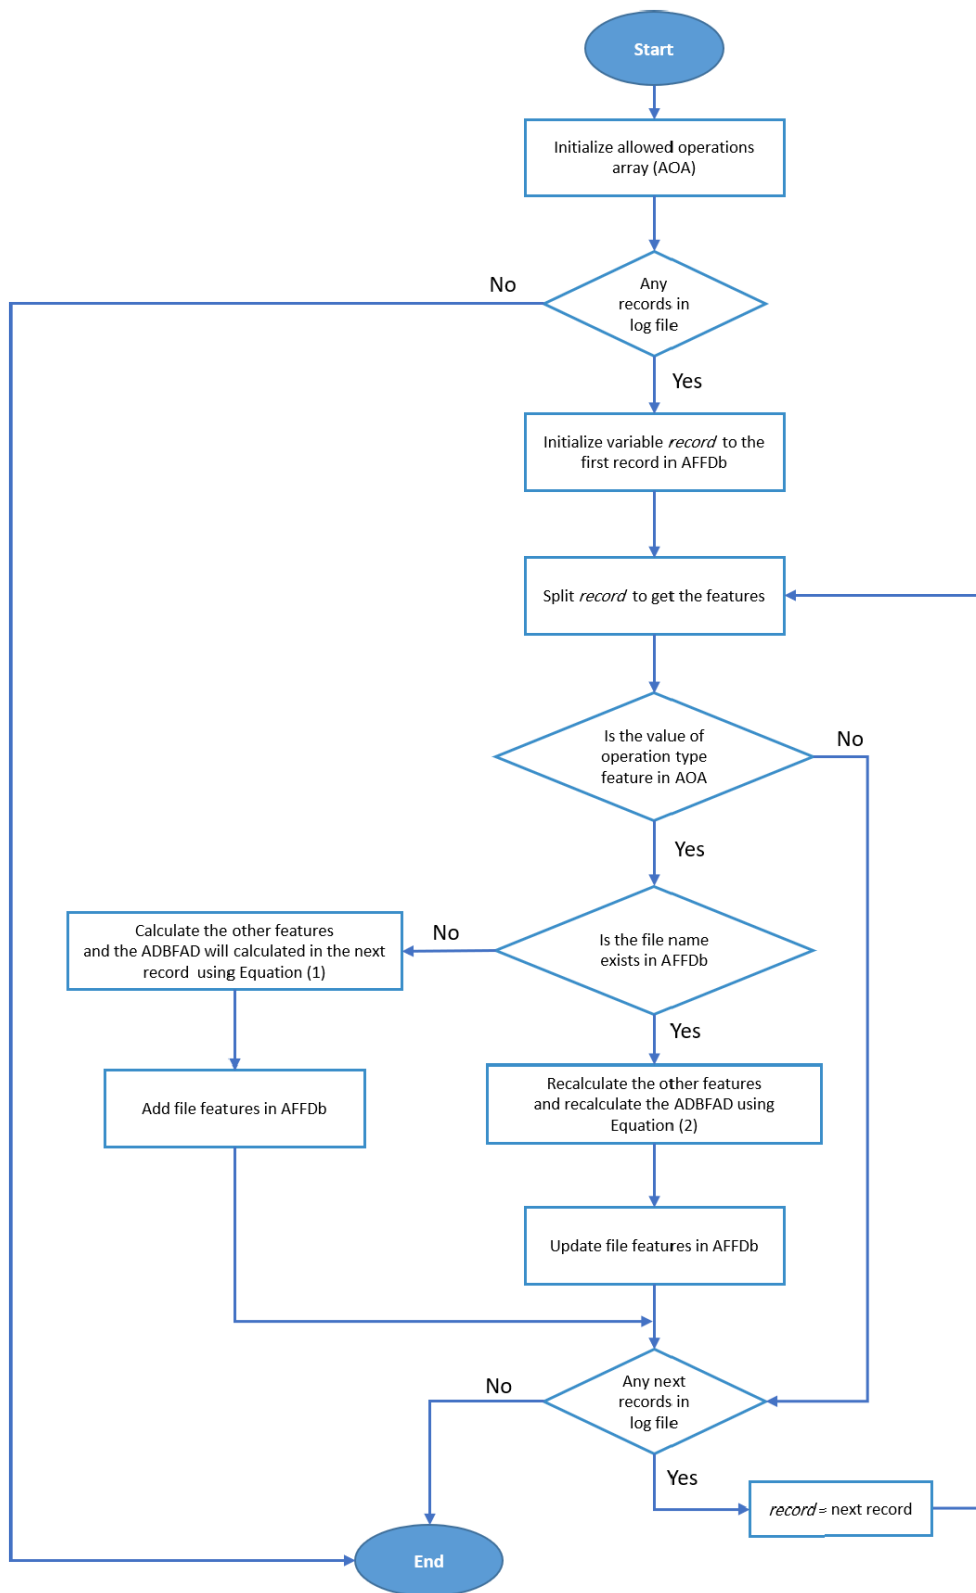 Start
Initialize allowed operations
array (AOA)
Any
records in
log file
No
Yes
Initialize variable record to the
first record in AFFDb
Split record to get the features
Is the value of
operation type
feature in AOA
No
Yes
Is the file name
exists in AFFDb
No
Calculate the other features
and the ADBFAD will calculated in the next
record using Equation (1)
Yes
Add file features in AFFDb
Recalculate the other features
and recalculate the ADBFAD using
Equation (2)
Update file features in AFFDb
Any next
records in
log file
No
Yes
record = next record
End